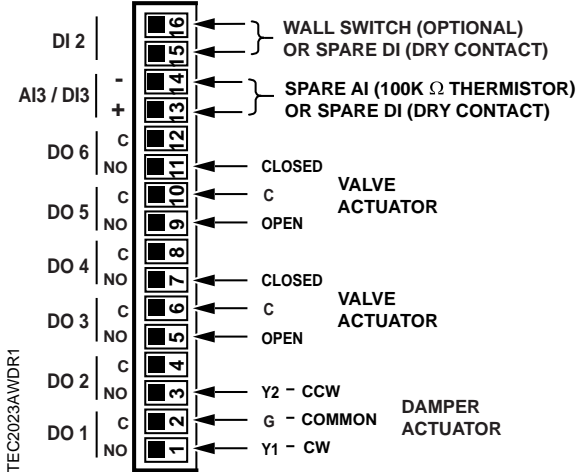 DI 2
16
15
WALL SWITCH (OPTIONAL)
OR SPARE DI (DRY CONTACT)
AI3 / DI3
-
+
14
13
SPARE AI (100K Ω THERMISTOR)
OR SPARE DI (DRY CONTACT)
DO 6
C
NO
12
11
CLOSED
DO 5
C
NO
10
9
C
OPEN
VALVE
ACTUATOR
DO 4
C
NO
8
7
CLOSED
DO 3
C
NO
6
5
C
OPEN
VALVE
ACTUATOR
DO 2
C
NO
4
3
Y2 - CCW
DO 1
C
NO
2
1
G - COMMON
Y1 - CW
DAMPER
ACTUATOR
TEC2023AWDR1